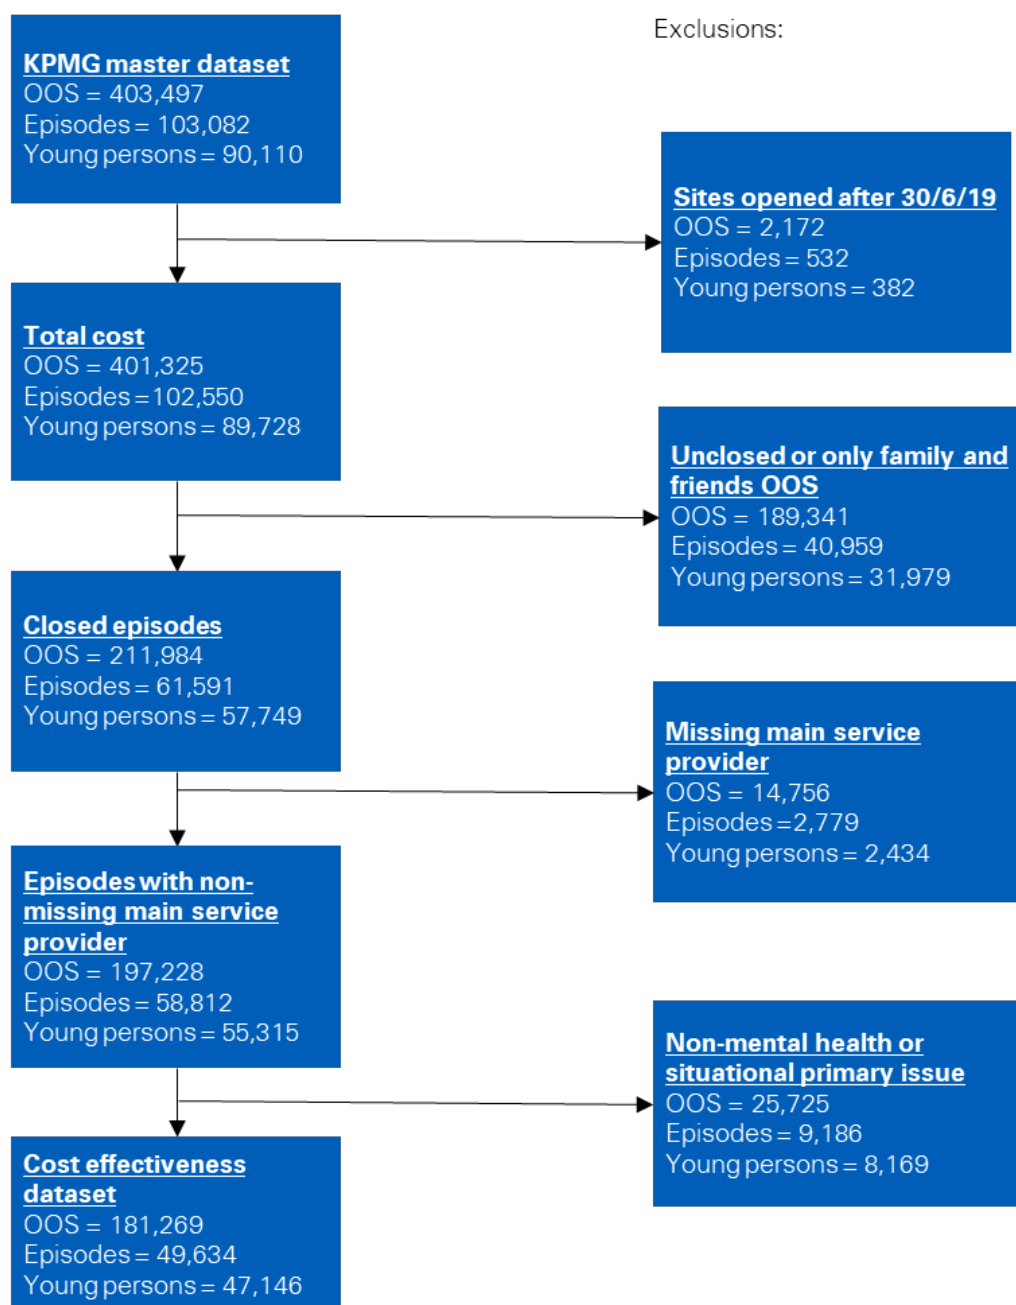 Exclusions:
KPMG master dataset
OOS = 403,497
Episodes = 103,082
Young persons = 90,110
Sites opened after 30/6/19
OOS = 2,172
Episodes = 532
Young persons = 382
Total cost
OOS = 401,325
Episodes =102,550
Young persons = 89,728
Unclosed or only family and
friends OOS
OOS = 189,341
Episodes = 40,959
Young persons = 31,979
Closed episodes
OOS = 211,984
Episodes = 61,591
Young persons = 57,749
Missing main service
provider
OOS = 14,756
Episodes =2,779
Young persons = 2,434
Episodes with non-
missing main service
provider
OOS = 197,228
Episodes = 58,812
Young persons = 55,315
Non-mental health or
situational primary issue
OOS = 25,725
Episodes = 9,186
Young persons = 8,169
Cost effectiveness
dataset
OOS = 181,269
Episodes = 49,634
Young persons = 47,146